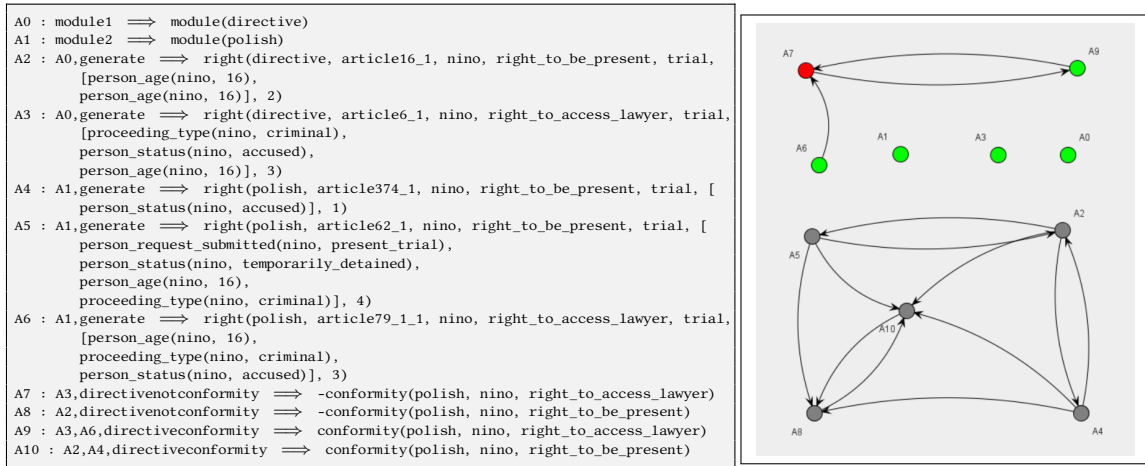 A0 : module1 ⟹ module(directive)
A1 : module2 ⟹ module(polish)
A2 : A0,generate ⟹ right(directive, article16_1, nino, right_to_be_present, trial,
[person_age(nino, 16),
person_age(nino, 16)], 2)
A3 : A0,generate ⟹ right(directive, article6_1, nino, right_to_access_lawyer, trial,
[proceeding_type(nino, criminal),
person_status(nino, accused),
person_age(nino, 16)], 3)
A4 : A1,generate ⟹ right(polish, article374_1, nino, right_to_be_present, trial, [
person_status(nino, accused)], 1)
A5 : A1,generate ⟹ right(polish, article62_1, nino, right_to_be_present, trial, [
person_request_submitted(nino, present_trial),
person_status(nino, temporarily_detained),
person_age(nino, 16),
proceeding_type(nino, criminal)], 4)
A6 : A1,generate ⟹ right(polish, article79_1_1, nino, right_to_access_lawyer, trial,
[person_age(nino, 16),
proceeding_type(nino, criminal),
person_status(nino, accused)], 3)
A7 : A3,directivenotconformity ⟹ -conformity(polish, nino, right_to_access_lawyer)
A8 : A2,directivenotconformity ⟹ -conformity(polish, nino, right_to_be_present)
A9 : A3,A6,directiveconformity ⟹ conformity(polish, nino, right_to_access_lawyer)
A10 : A2,A4,directiveconformity ⟹ conformity(polish, nino, right_to_be_present)
A7
A9
A6
A1
A3
A0
A5
A2
A10
A8
A4